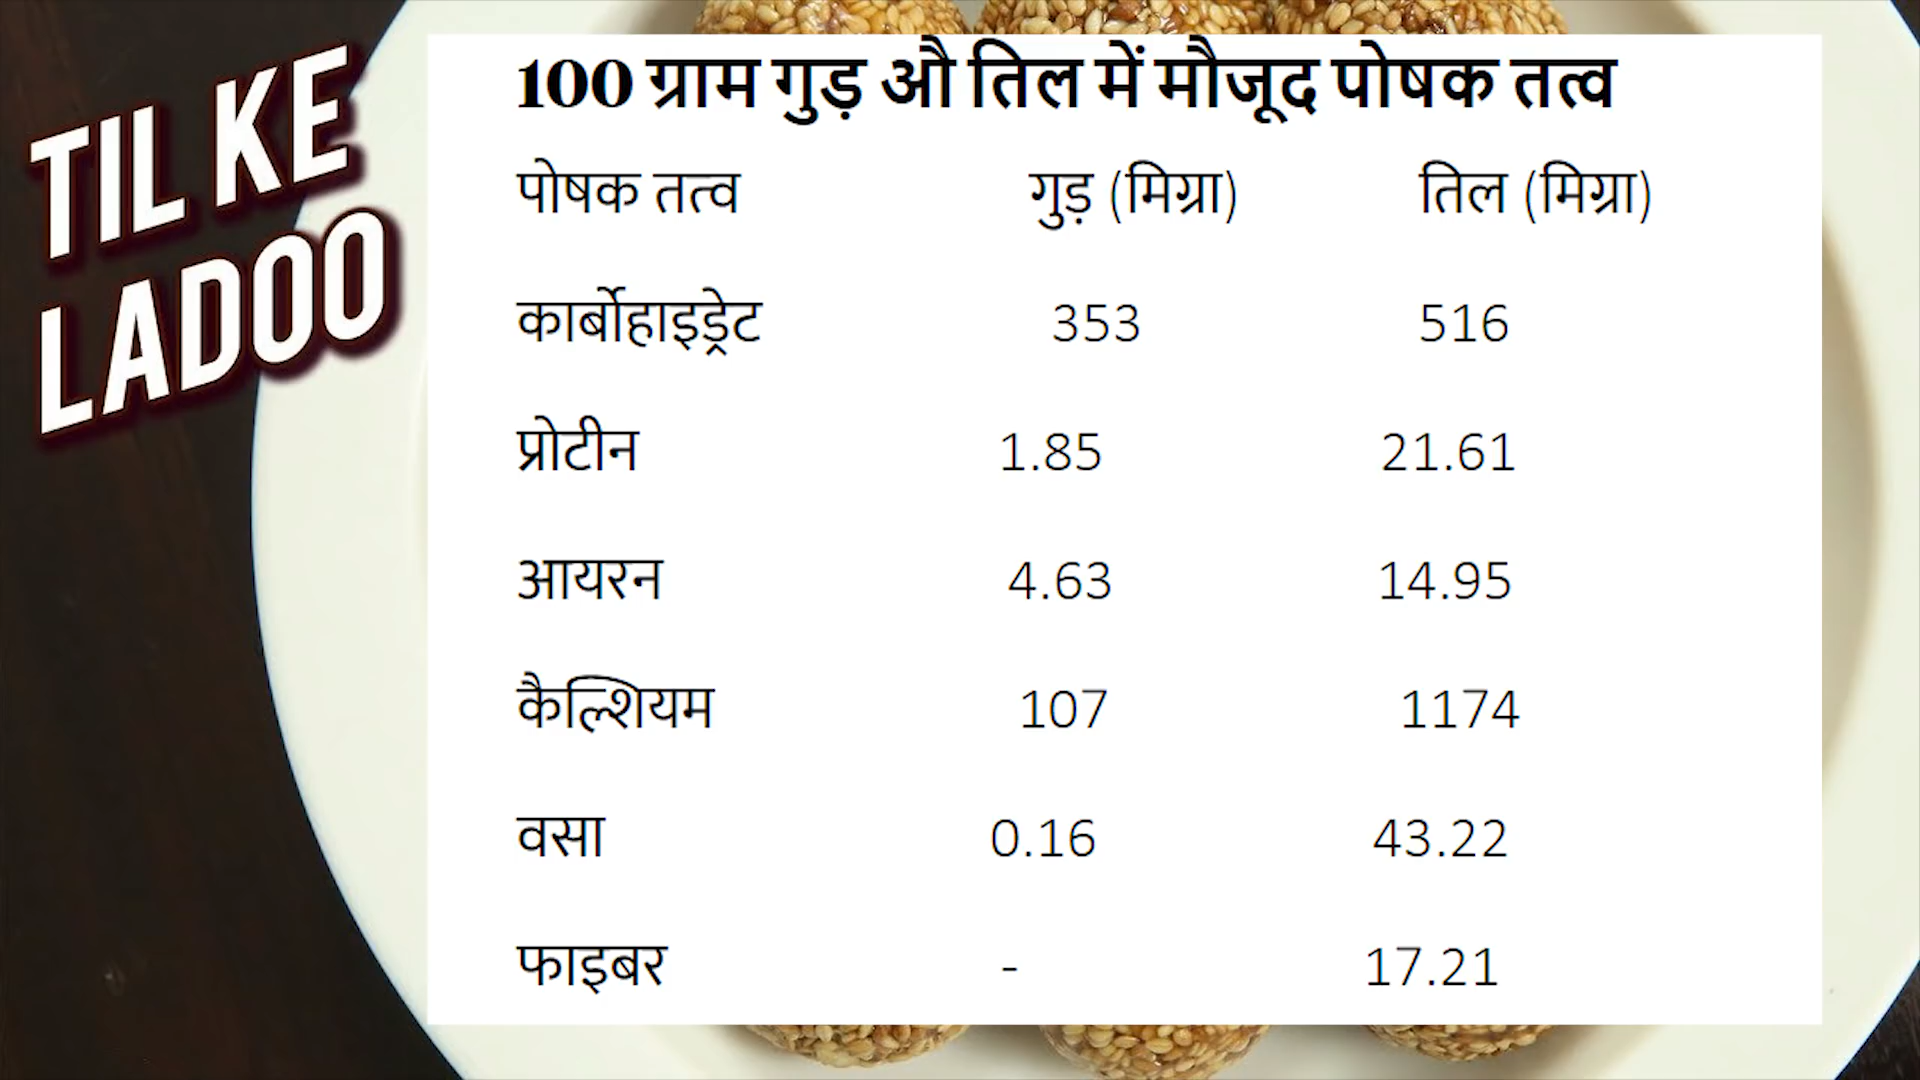 TIL KE
LADOO
100 ग्राम गुड़ औ तिल में मौजूद पोषक तत्व
पोषक तत्व गुड़ (मिग्रा) तिल (मिग्रा)
कार्बोहाइड्रेट 353 516
प्रोटीन 1.85 21.61
आयरन 4.63 14.95
कैल्शियम 107 1174
वसा 0.16 43.22
फाइबर - 17.21